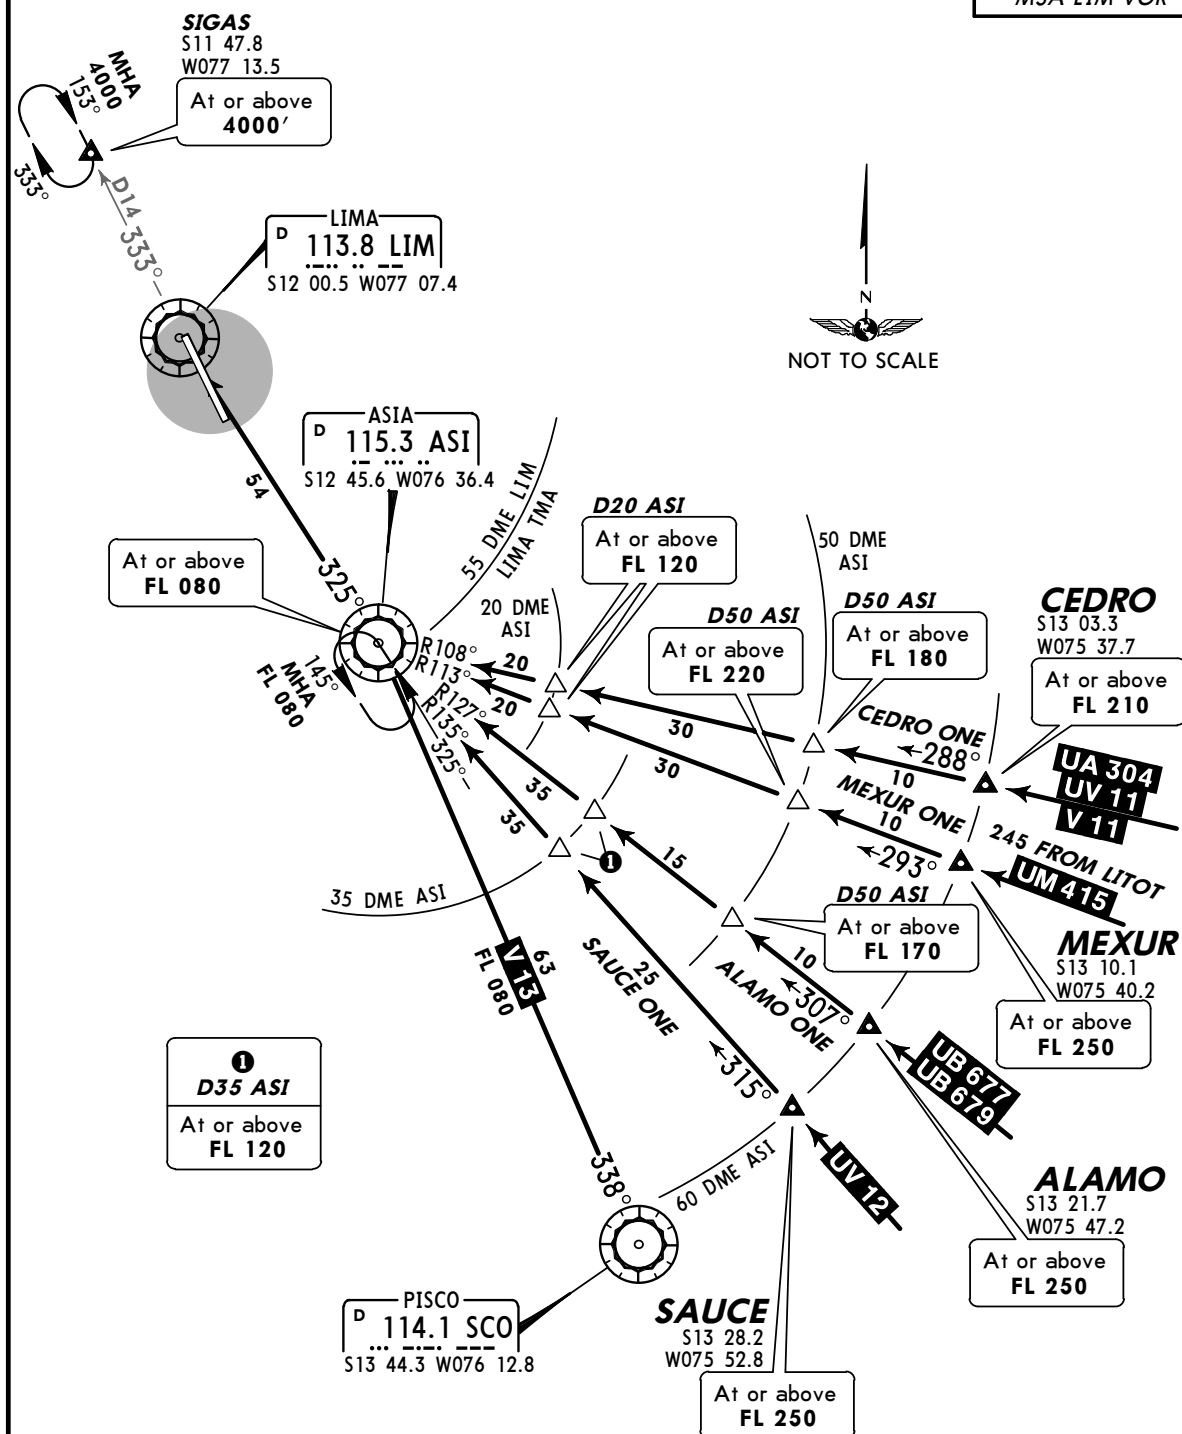 MSA LIM VOR
SIGAS
S11 47.8
W077 13.5
At or above
4000'
MHA
4000
153°
333°
D14
333°
LIMA
D 113.8 LIM
S12 00.5 W077 07.4
N
NOT TO SCALE
ASIA
D 115.3 ASI
S12 45.6 W076 36.4
54
325°
At or above
FL 080
55 DME LIM
LIMA TMA
D20 ASI
At or above
FL 120
20 DME
ASI
50 DME
ASI
D50 ASI
At or above
FL 220
D50 ASI
At or above
FL 180
CEDRO
S13 03.3
W075 37.7
At or above
FL 210
R108°
R113°
R127°
R135°
325°
20
20
145°
MHA
FL 080
30
30
35
35
CEDRO ONE
288°
10
MEXUR ONE
10
293°
UA 304
UV 11
V 11
245 FROM LITOT
UM 415
MEXUR
S13 10.1
W075 40.2
At or above
FL 250
1
15
35 DME ASI
D50 ASI
At or above
FL 170
10
307°
ALAMO ONE
25
SAUCE ONE
315°
63
V 13
FL 080
338°
1
D35 ASI
At or above
FL 120
UB 677
UB 679
ALAMO
S13 21.7
W075 47.2
At or above
FL 250
60 DME ASI
UV 12
PISCO
D 114.1 SCO
S13 44.3 W076 12.8
SAUCE
S13 28.2
W075 52.8
At or above
FL 250